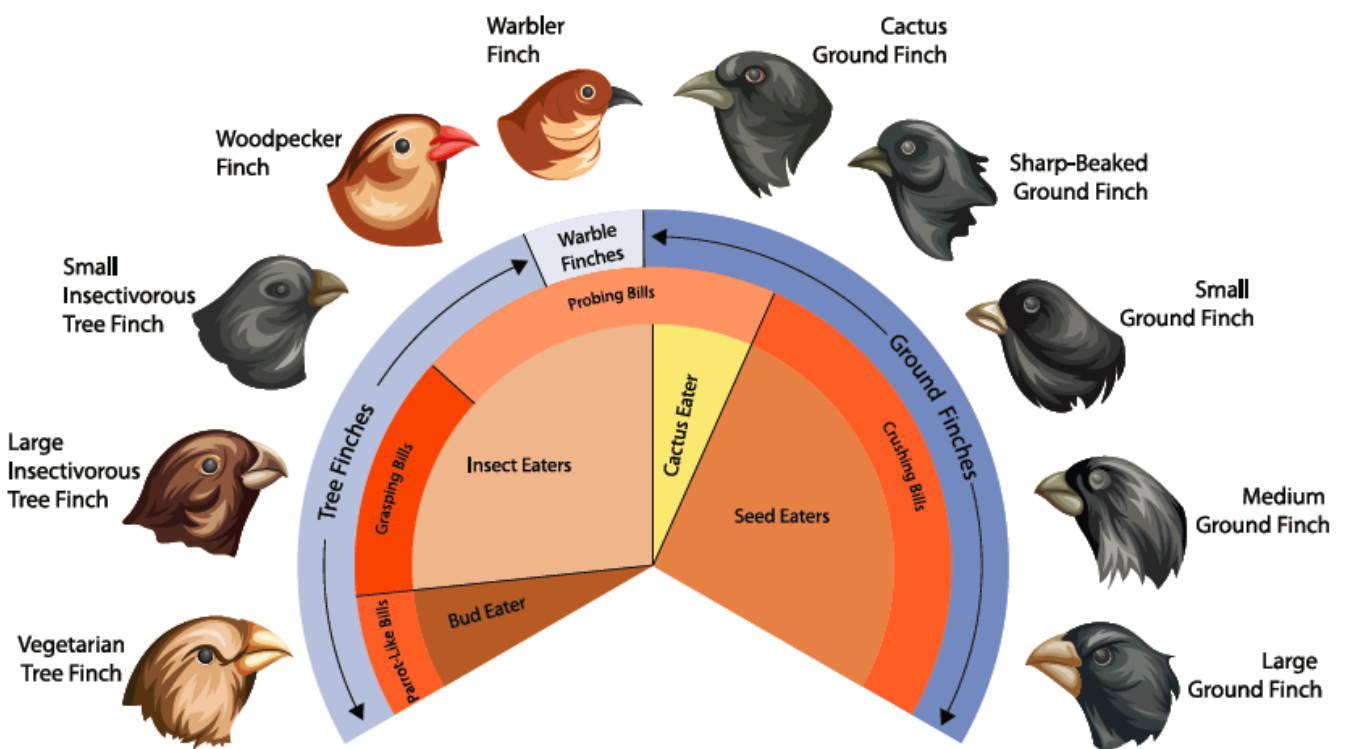 Warbler
Finch
Cactus
Ground Finch
Woodpecker
Finch
Sharp-Beaked
Ground Finch
Small
Insectivorous
Tree Finch
Small
Ground Finch
Large
Insectivorous
Tree Finch
Medium
Ground Finch
Vegetarian
Tree Finch
Large
Ground Finch
Warble
Finches
Tree Finches
Ground Finches
Probing Bills
Grasping Bills
Crushing Bills
Parrot-Like Bills
Insect Eaters
Cactus Eater
Seed Eaters
Bud Eater